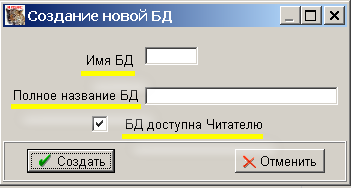 Создание новой БД
Имя БД
Полное название БД
БД доступна Читателю
Создать
Отменить